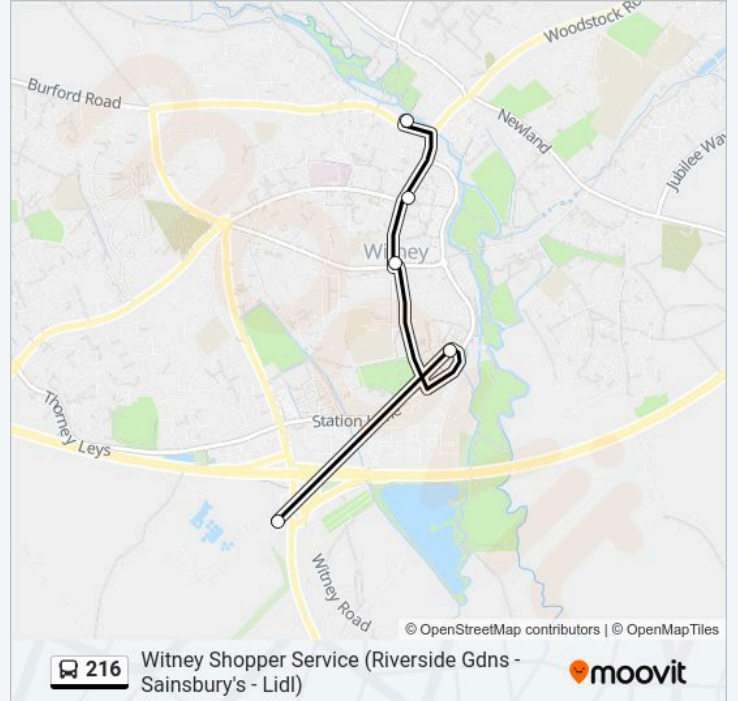 Woodstock Ro
Burford Road
Newland
Jubilee Way
Witney
Thorney Leys
Station Lane
Witney Road
© OpenStreetMap contributors | © OpenMapTiles
216
Witney Shopper Service (Riverside Gdns -
Sainsbury's - Lidl)
moovit